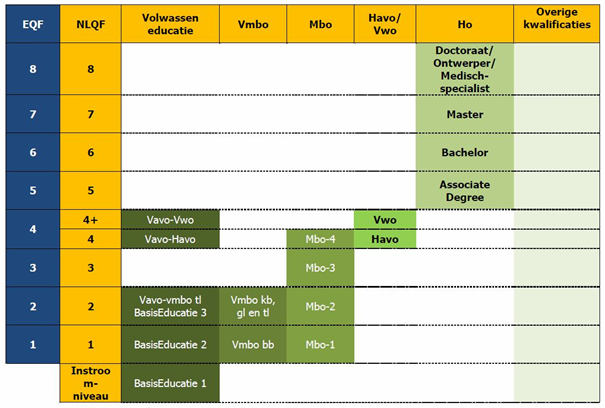 EQF NLQF Volwassen educatie Vmbo Mbo Havo/ Vwo Ho Overige kwalificaties
8 8 Doctoraat/
Ontwerper/
Medisch-
specialist
7 7 Master
6 6 Bachelor
5 5 Associate
Degree
4 4+ Vavo-Vwo Vwo
4 Vavo-Havo Mbo-4 Havo
3 3 Mbo-3
2 2 Vavo-vmbo tl Vmbo kb, Mbo-2
BasisEducatie 3 gl en tl
1 1 BasisEducatie 2 Vmbo bb Mbo-1
Instroo
m-
niveau
BasisEducatie 1